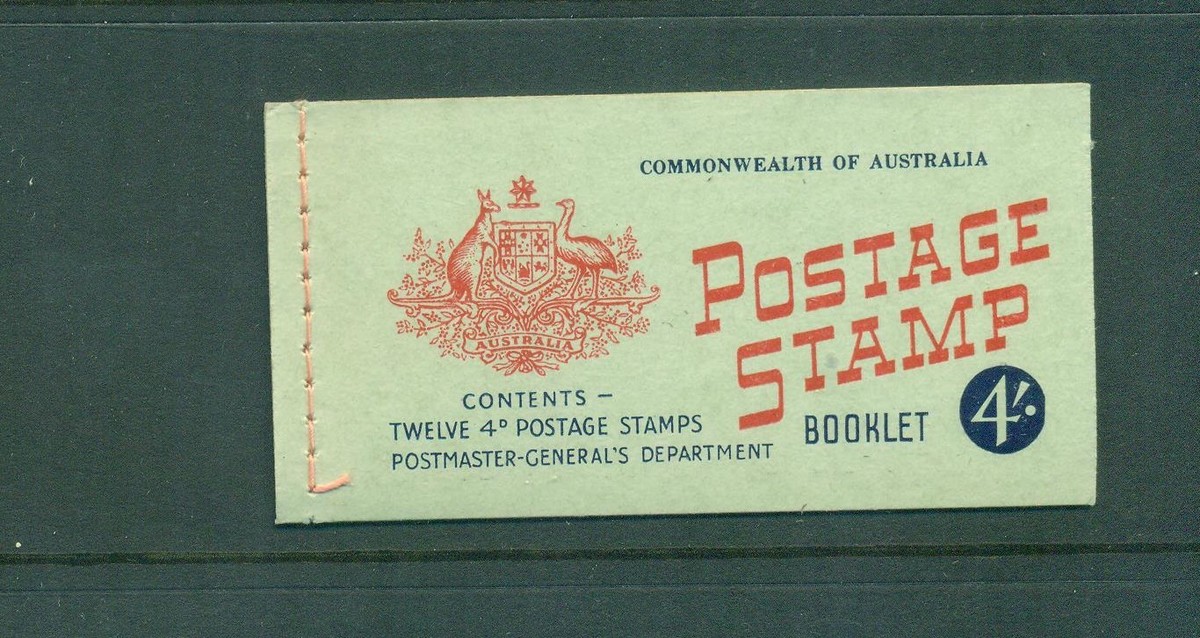 COMMONWEALTH OF AUSTRALIA
POSTAGE
STAMP
BOOKLET
4/.
AUSTRALIA
CONTENTS –
TWELVE 4ᴰ POSTAGE STAMPS
POSTMASTER-GENERAL'S DEPARTMENT